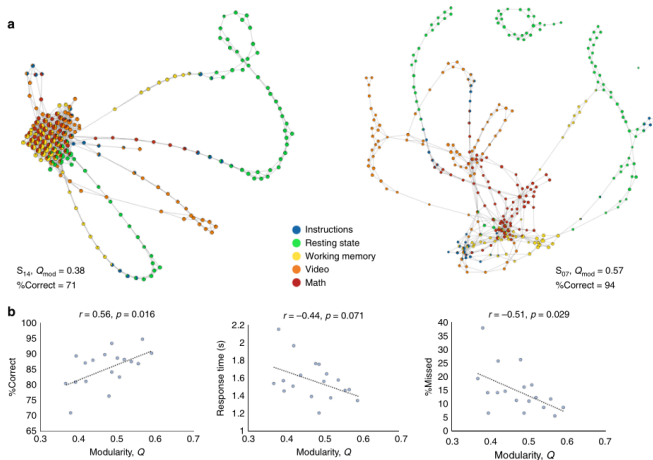 a
Instructions
Resting state
Working memory
Video
Math
S14, Qmod = 0.38
%Correct = 71
S07, Qmod = 0.57
%Correct = 94
b
r = 0.56, p = 0.016
%Correct
100
95
90
85
80
75
70
65
0.3 0.4 0.5 0.6 0.7
Modularity, Q
r = −0.44, p = 0.071
Response time (s)
2.2
2
1.8
1.6
1.4
1.2
1
0.3 0.4 0.5 0.6 0.7
Modularity, Q
r = −0.51, p = 0.029
%Missed
40
35
30
25
20
15
10
5
0
0.3 0.4 0.5 0.6 0.7
Modularity, Q